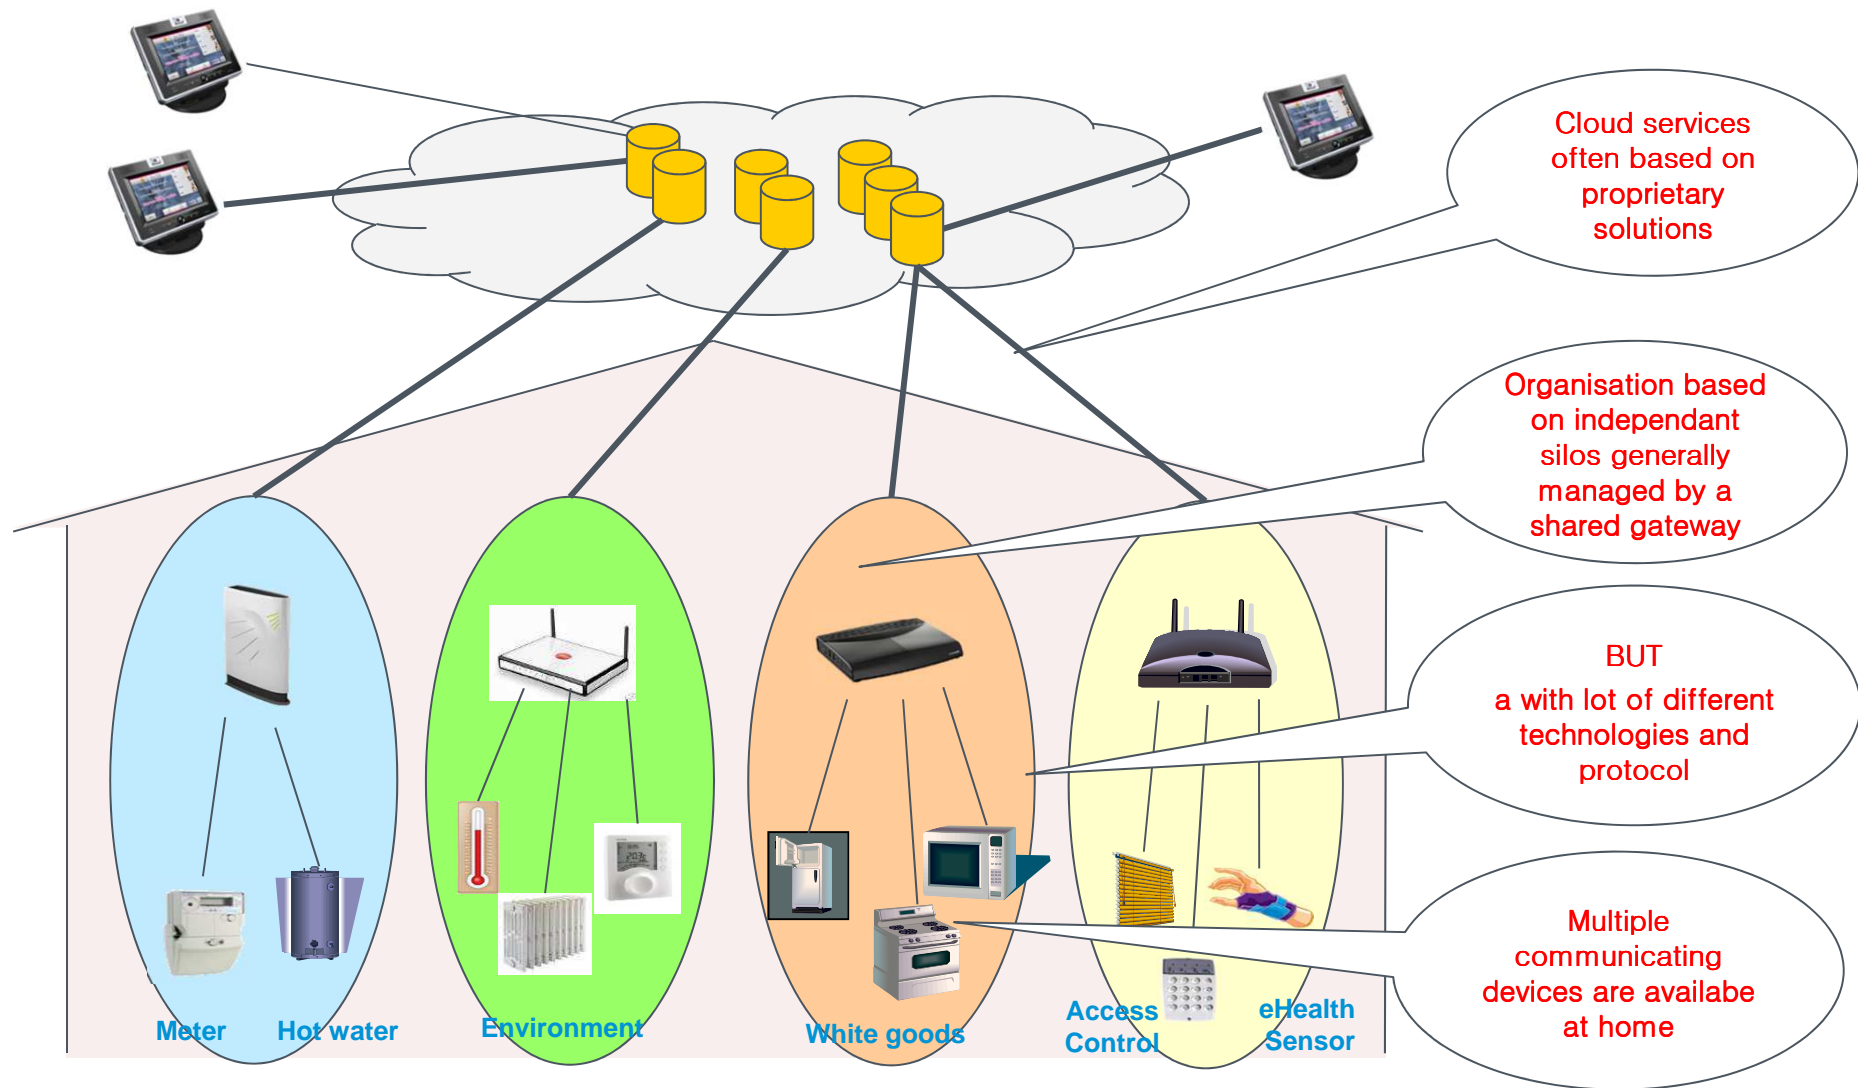 Cloud services
often based on
proprietary
solutions
Organisation based
on independant
silos generally
managed by a
shared gateway
BUT
a with lot of different
technologies and
protocol
Multiple
communicating
devices are availabe
at home
Meter
Hot water
Environment
White goods
Access
Control
eHealth
Sensor